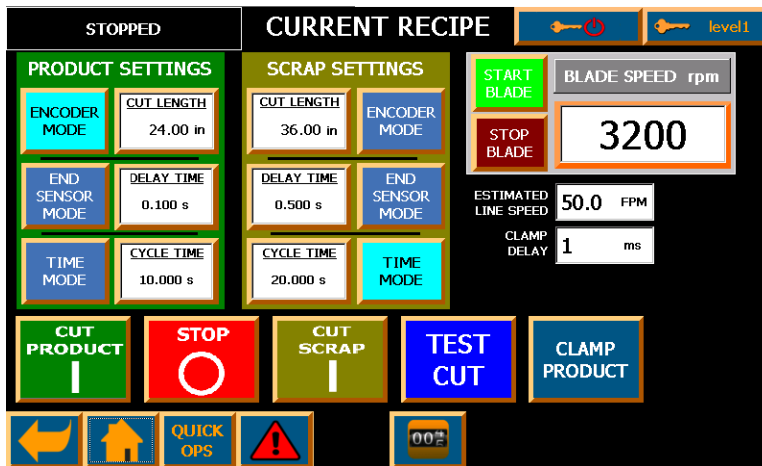 STOPPED
CURRENT RECIPE
level1
PRODUCT SETTINGS
ENCODER
MODE
CUT LENGTH
24.00 in
END
SENSOR
MODE
DELAY TIME
0.100 s
TIME
MODE
CYCLE TIME
10.000 s
SCRAP SETTINGS
CUT LENGTH
36.00 in
ENCODER
MODE
DELAY TIME
0.500 s
END
SENSOR
MODE
CYCLE TIME
20.000 s
TIME
MODE
START
BLADE
STOP
BLADE
BLADE SPEED rpm
3200
ESTIMATED
LINE SPEED
50.0 FPM
CLAMP
DELAY
1 ms
CUT
PRODUCT
STOP
CUT
SCRAP
TEST
CUT
CLAMP
PRODUCT
QUICK
OPS